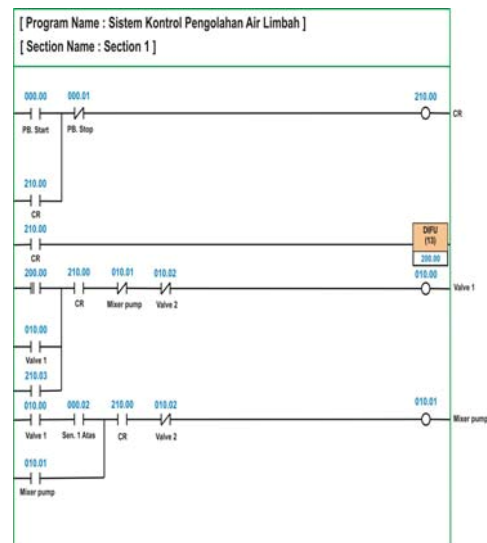 [ Program Name : Sistem Kontrol Pengolahan Air Limbah ]
[ Section Name : Section 1 ]
000.00 000.01 210.00
CR
PB. Start PB. Stop
210.00
CR
210.00
DIFU
(13)
CR
200.00
200.00 210.00 010.01 010.02 010.00
Valve 1
CR Mixer pump Valve 2
010.00
Valve 1
210.03
010.00 000.02 210.00 010.02 010.01
Mixer pump
Valve 1 Sen. 1 Atas CR Valve 2
010.01
Mixer pump